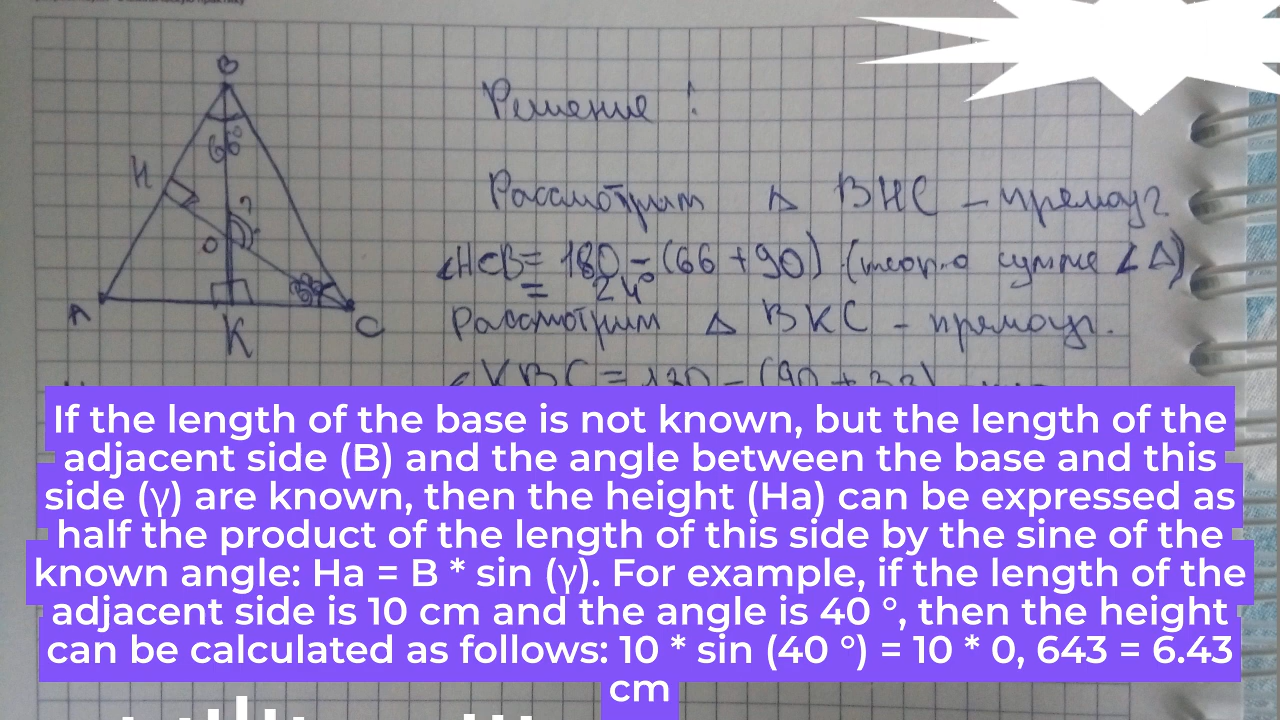 B
66°
H
?
O
A
K
C
Решение :
Рассмотрим Δ BHC – прямоуг
∠HCB = 180 – (66 + 90) (теор. о сумме ∠ Δ)
= 24°
Рассмотрим Δ BKC – прямоуг.
If the length of the base is not known, but the length of the
adjacent side (B) and the angle between the base and this
side (γ) are known, then the height (Ha) can be expressed as
half the product of the length of this side by the sine of the
known angle: Ha = B * sin (γ). For example, if the length of the
adjacent side is 10 cm and the angle is 40 °, then the height
can be calculated as follows: 10 * sin (40 °) = 10 * 0, 643 = 6.43
cm